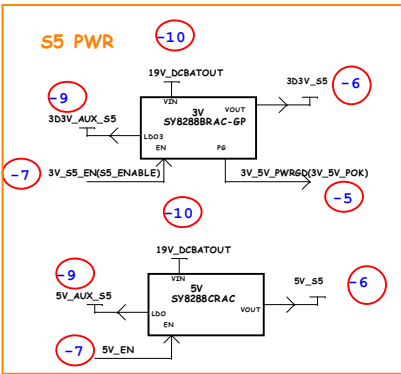 S5 PWR
-10
19V_DCBATOUT
-9
3D3V_AUX_S5
VIN
3V
SY8288BRAC-GP
VOUT
3D3V_S5
-6
LDO3
EN
PG
-7
3V_S5_EN(S5_ENABLE)
3V_5V_PWRGD(3V_5V_POK)
-5
-10
19V_DCBATOUT
-9
5V_AUX_S5
VIN
5V
SY8288CRAC
VOUT
5V_S5
-6
LDO
EN
-7
5V_EN